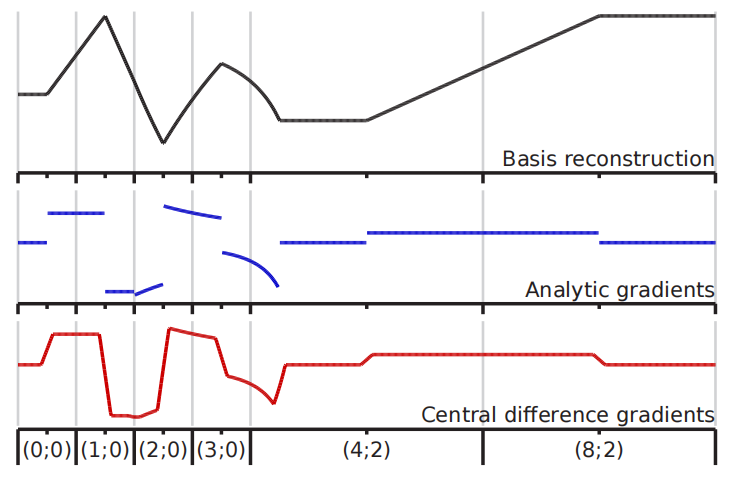 Basis reconstruction
Analytic gradients
Central difference gradients
(0;0) (1;0) (2;0) (3;0) (4;2) (8;2)